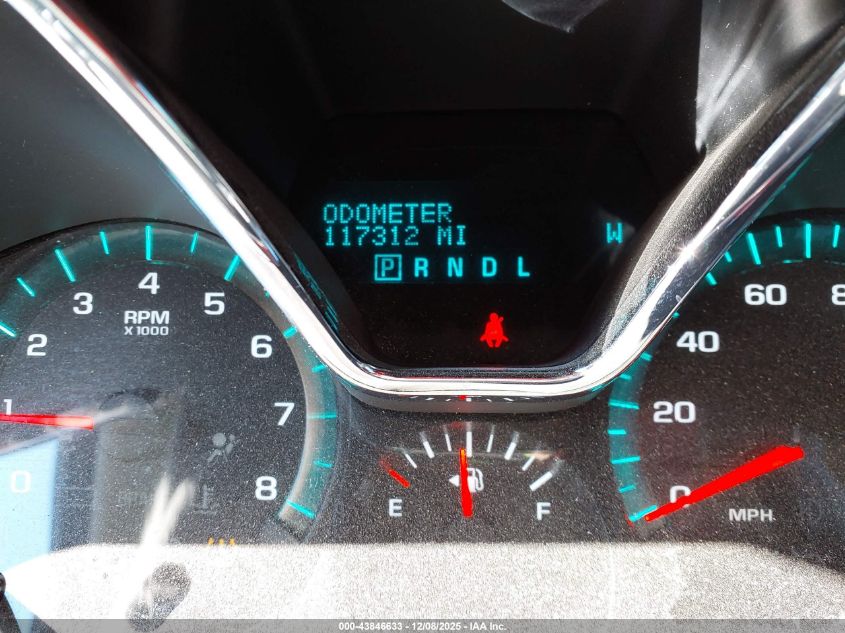 ODOMETER
117312 MI W
P R N D L
0 1 2 3 4 5 6 7 8
RPM
X1000
E F
0 20 40 60
MPH
000-43846633 - 12/08/2025 - IAA Inc.